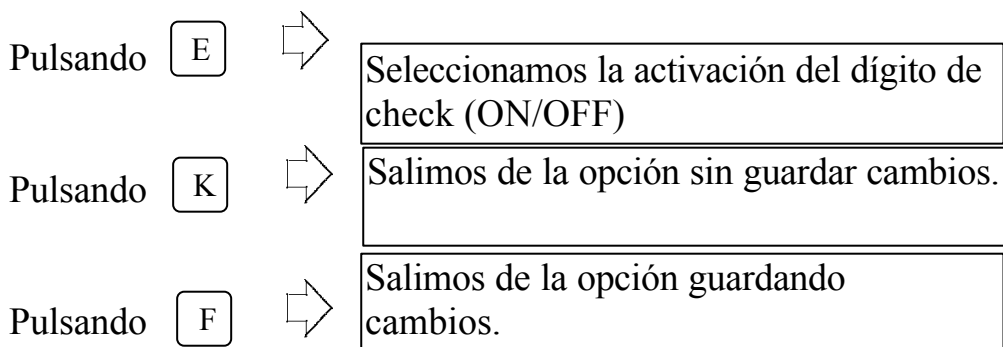 Pulsando E Seleccionamos la activación del dígito de
check (ON/OFF)
Pulsando K Salimos de la opción sin guardar cambios.
Pulsando F Salimos de la opción guardando
cambios.